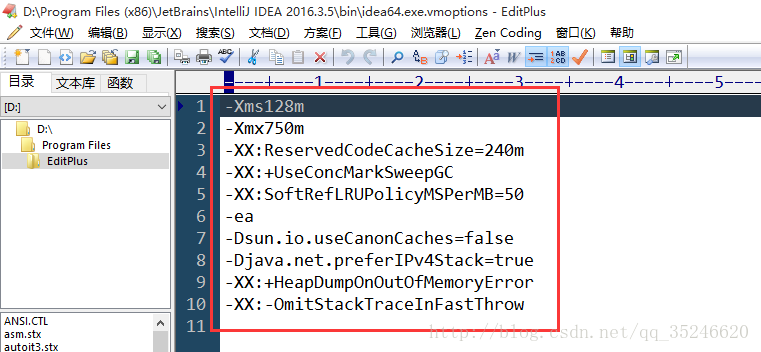 D:\Program Files (x86)\JetBrains\IntelliJ IDEA 2016.3.5\bin\idea64.exe.vmoptions - EditPlus
文件(W) 编辑(B) 显示(X) 搜索(S) 文档(D) 方案(F) 工具(G) 浏览器(L) Zen Coding 窗口(K) 帮助(F)
目录 文本库 函数
----+----1----+----2----+----3----+----4----+----5
[D:]
D:\
Program Files
EditPlus
ANSI.CTL
asm.stx
autoit3.stx
1 -Xms128m
2 -Xmx750m
3 -XX:ReservedCodeCacheSize=240m
4 -XX:+UseConcMarkSweepGC
5 -XX:SoftRefLRUPolicyMSPerMB=50
6 -ea
7 -Dsun.io.useCanonCaches=false
8 -Djava.net.preferIPv4Stack=true
9 -XX:+HeapDumpOnOutOfMemoryError
10 -XX:-OmitStackTraceInFastThrow
11
http://blog.csdn.net/qq_35246620